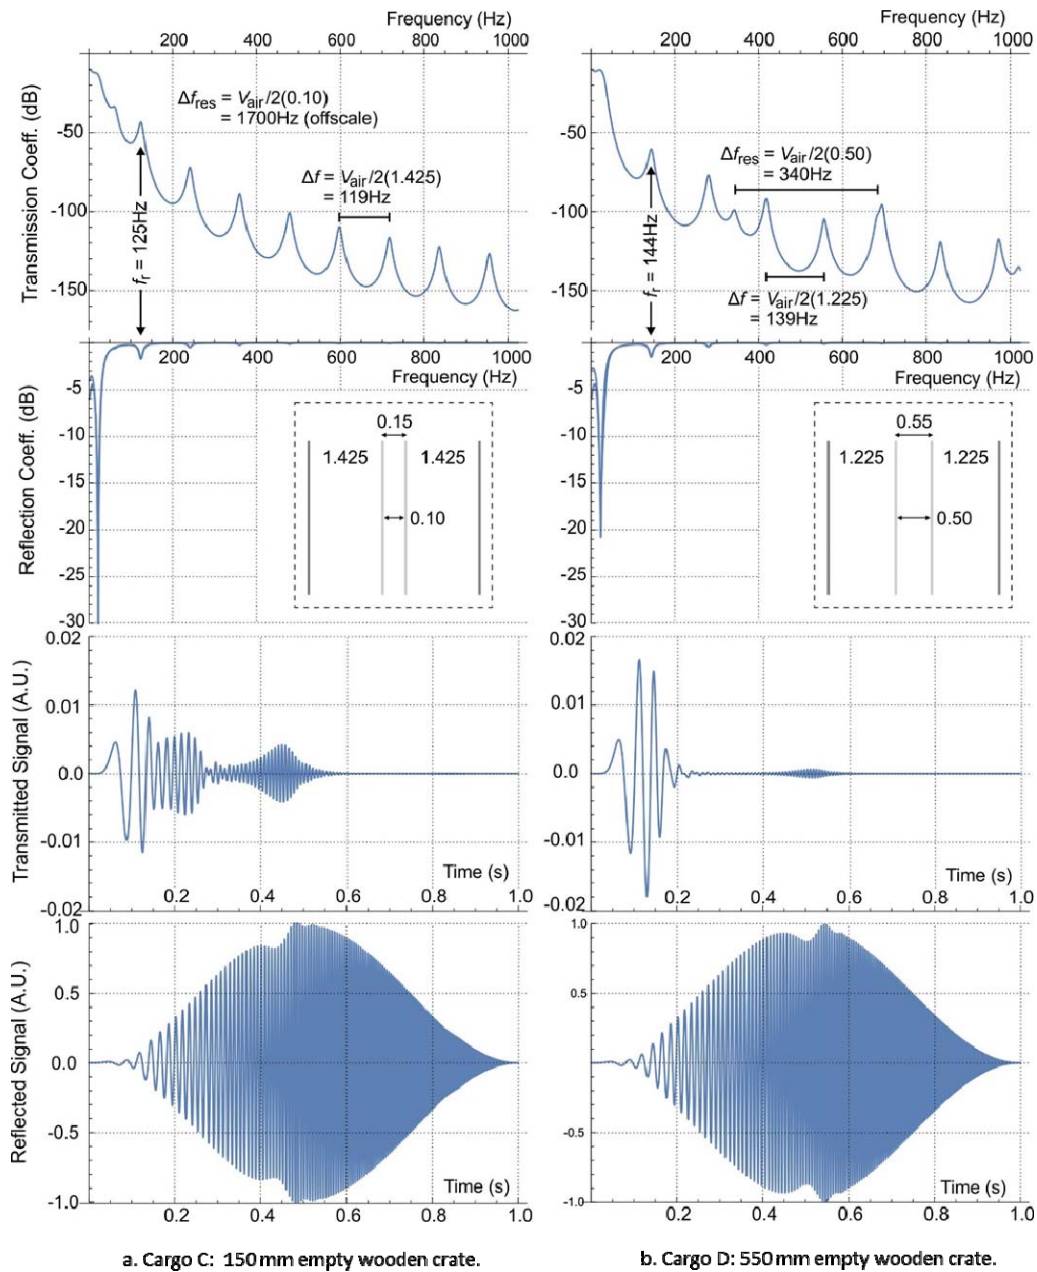 Frequency (Hz)
200 400 600 800 1000
Transmission Coeff. (dB)
-50
-100
-150
Δfres = Vair/2(0.10)
= 1700Hz (offscale)
Δf = Vair/2(1.425)
= 119Hz
fr = 125Hz
200 400 600 800 1000
Frequency (Hz)
Reflection Coeff. (dB)
-5
-10
-15
-20
-25
-30
0.15
1.425 1.425
0.10
Transmitted Signal (A.U.)
0.02
0.01
0.0
-0.01
-0.02
Time (s)
0.2 0.4 0.6 0.8 1.0
Reflected Signal (A.U.)
1.0
0.5
0.0
-0.5
-1.0
Time (s)
0.2 0.4 0.6 0.8 1.0
a. Cargo C: 150 mm empty wooden crate.
Frequency (Hz)
200 400 600 800 1000
-50
-100
-150
Δfres = Vair/2(0.50)
= 340Hz
fr = 144Hz
Δf = Vair/2(1.225)
= 139Hz
200 400 600 800 1000
Frequency (Hz)
-5
-10
-15
-20
-25
-30
0.55
1.225 1.225
0.50
0.02
0.01
0.0
-0.01
-0.02
Time (s)
0.2 0.4 0.6 0.8 1.0
1.0
0.5
0.0
-0.5
-1.0
Time (s)
0.2 0.4 0.6 0.8 1.0
b. Cargo D: 550 mm empty wooden crate.